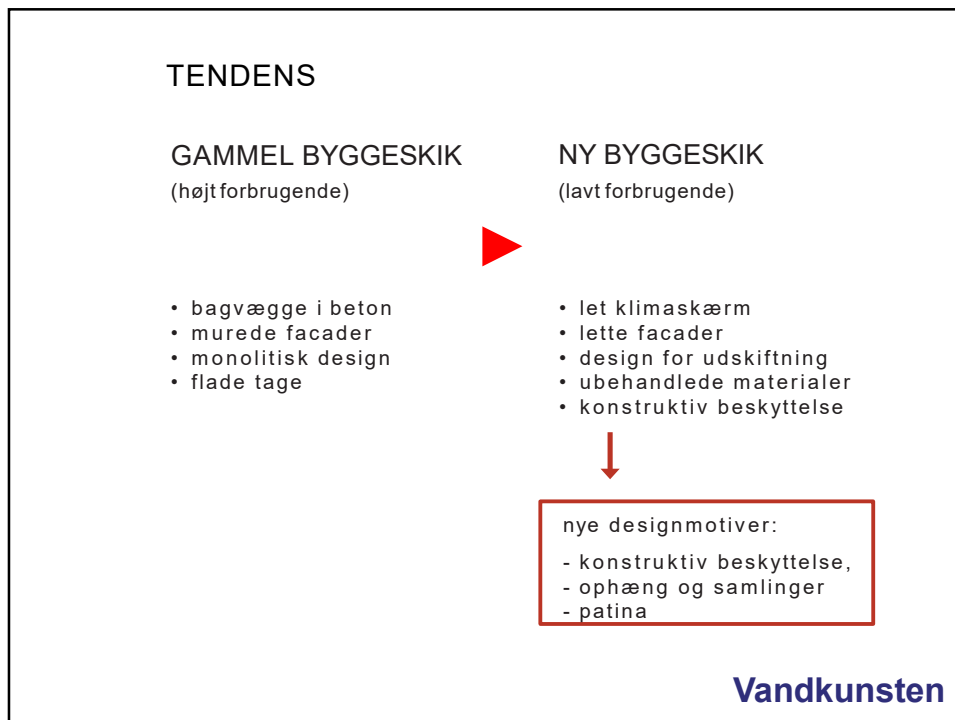 TENDENS
GAMMEL BYGGESKIK
(højt forbrugende)
• bagvægge i beton
• murede facader
• monolitisk design
• flade tage
NY BYGGESKIK
(lavt forbrugende)
• let klimaskærm
• lette facader
• design for udskiftning
• ubehandlede materialer
• konstruktiv beskyttelse
nye designmotiver:
- konstruktiv beskyttelse,
- ophæng og samlinger
- patina
Vandkunsten